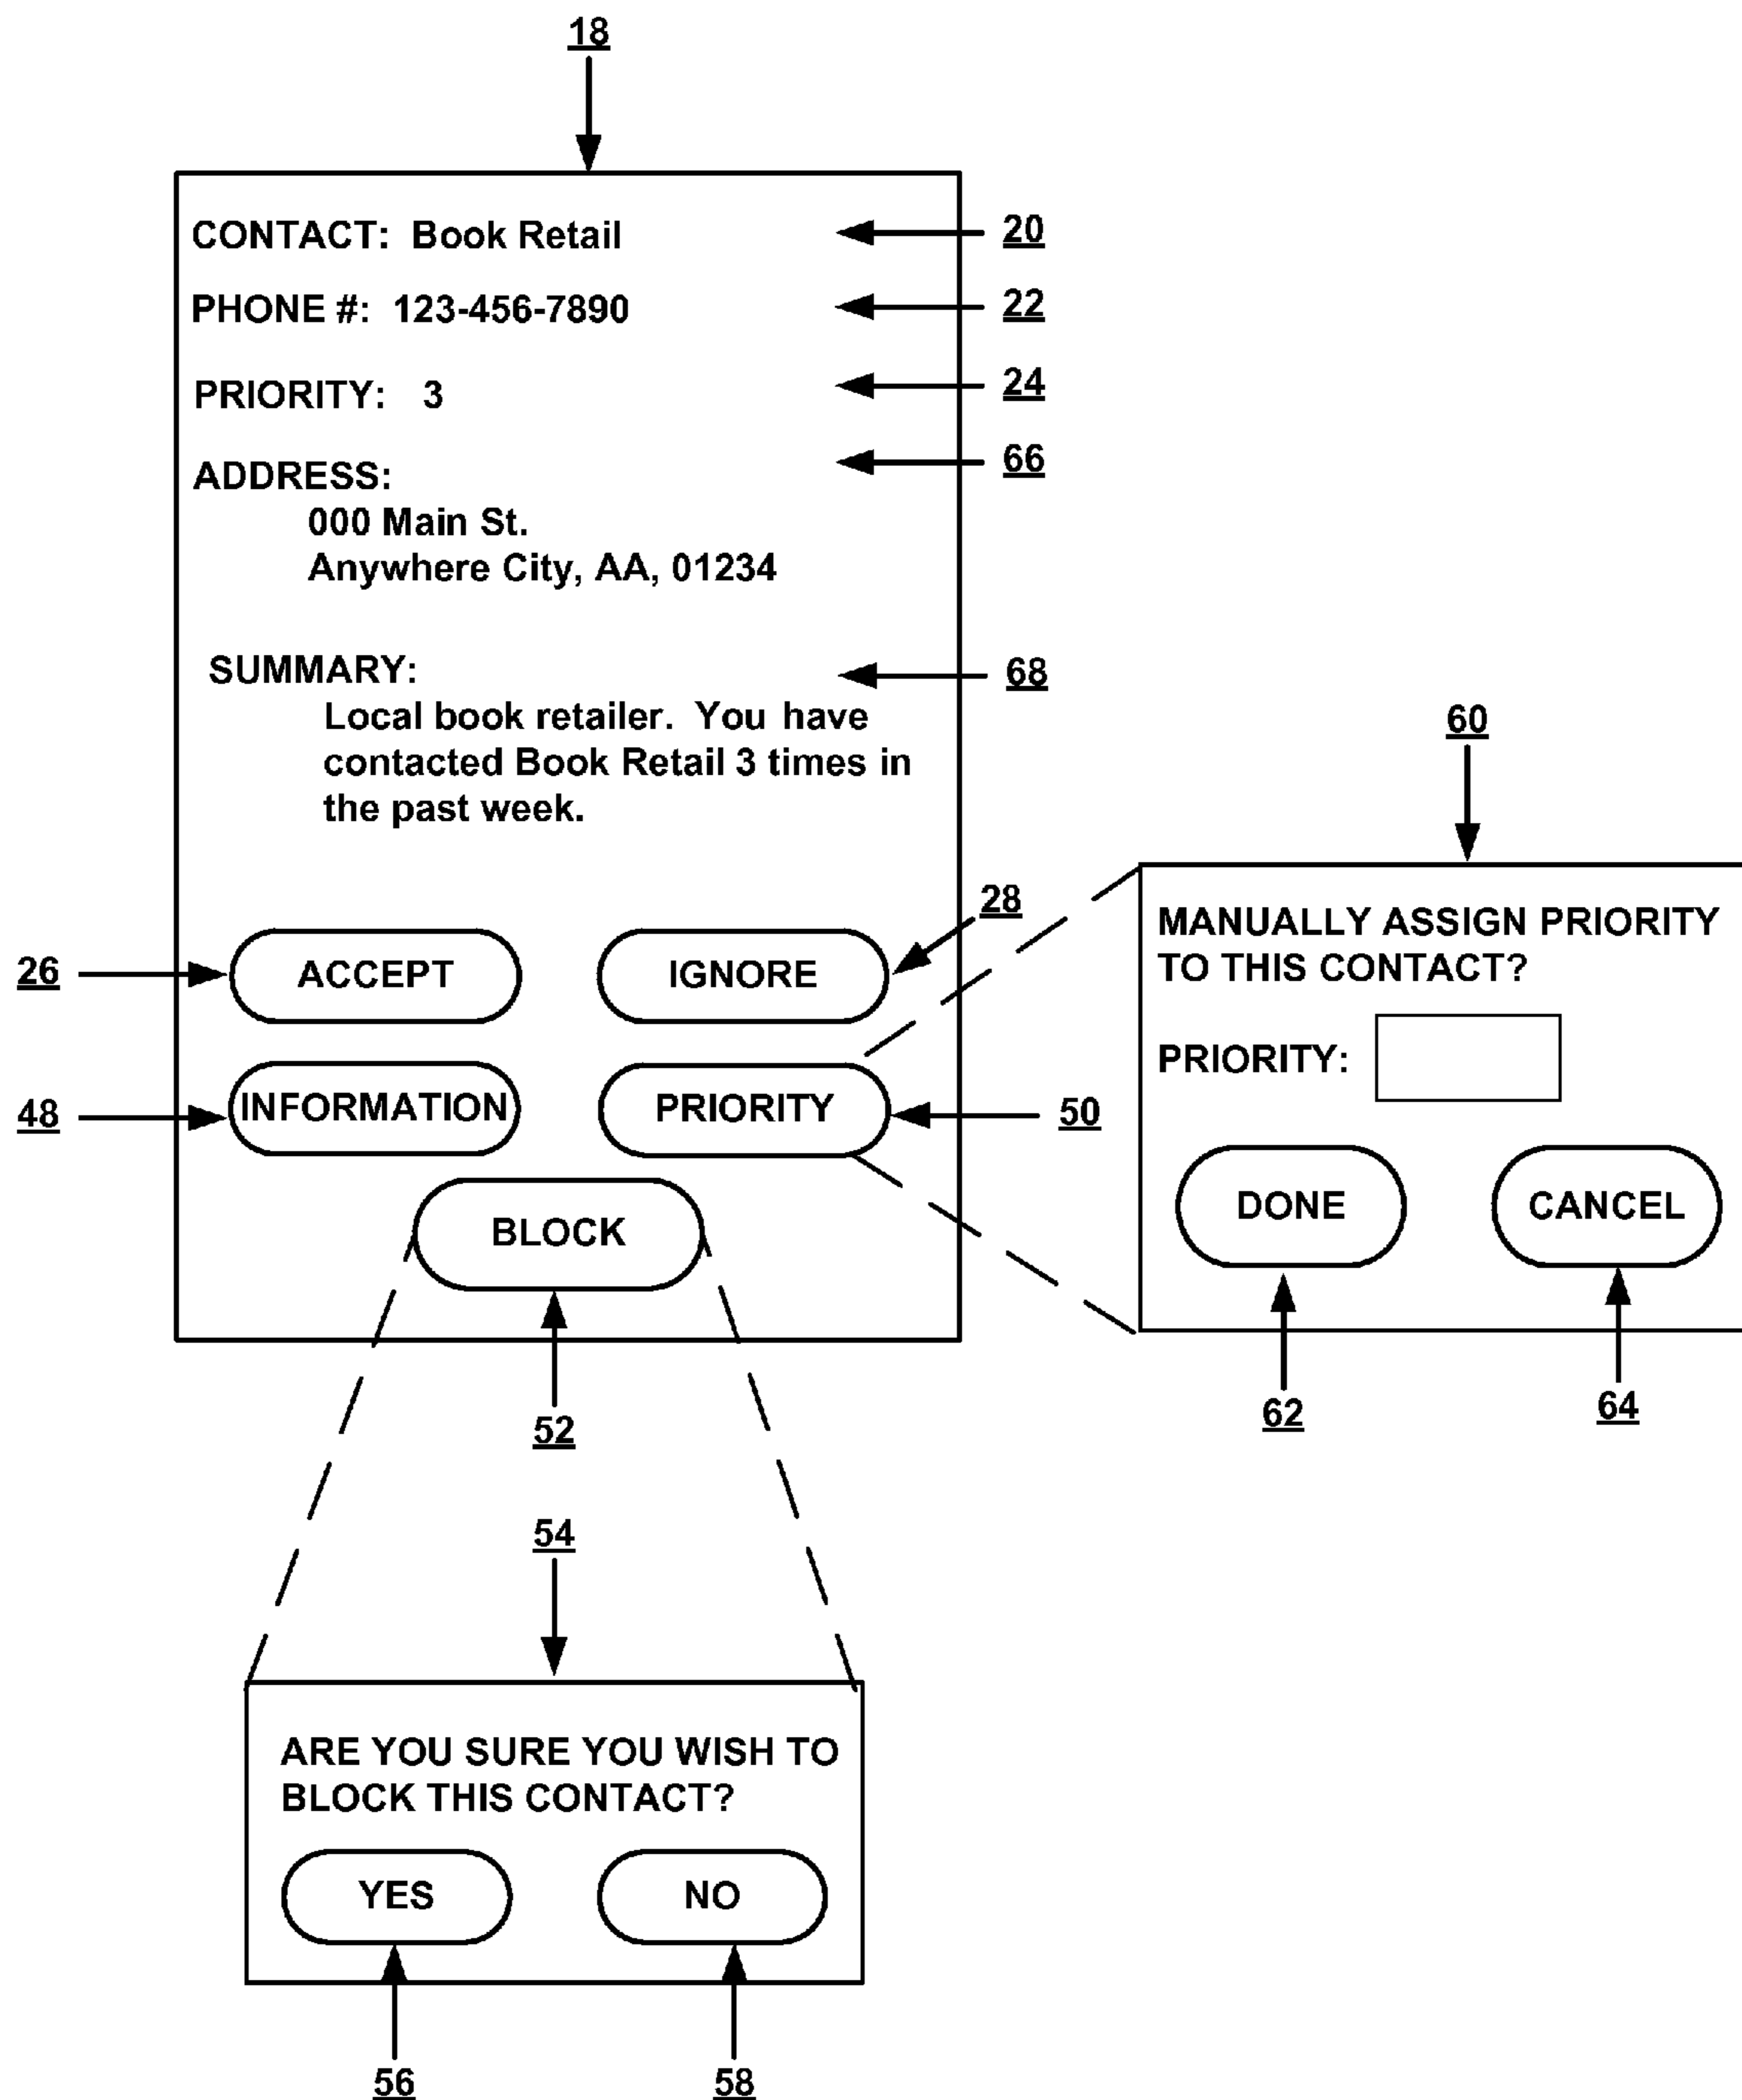 18
CONTACT: Book Retail
20
PHONE #: 123-456-7890
22
PRIORITY: 3
24
ADDRESS:
66
000 Main St.
Anywhere City, AA, 01234
SUMMARY:
68
Local book retailer. You have
contacted Book Retail 3 times in
the past week.
26
ACCEPT
IGNORE
28
48
INFORMATION
PRIORITY
50
BLOCK
52
60
MANUALLY ASSIGN PRIORITY
TO THIS CONTACT?
PRIORITY:
DONE
CANCEL
62
64
54
ARE YOU SURE YOU WISH TO
BLOCK THIS CONTACT?
YES
NO
56
58